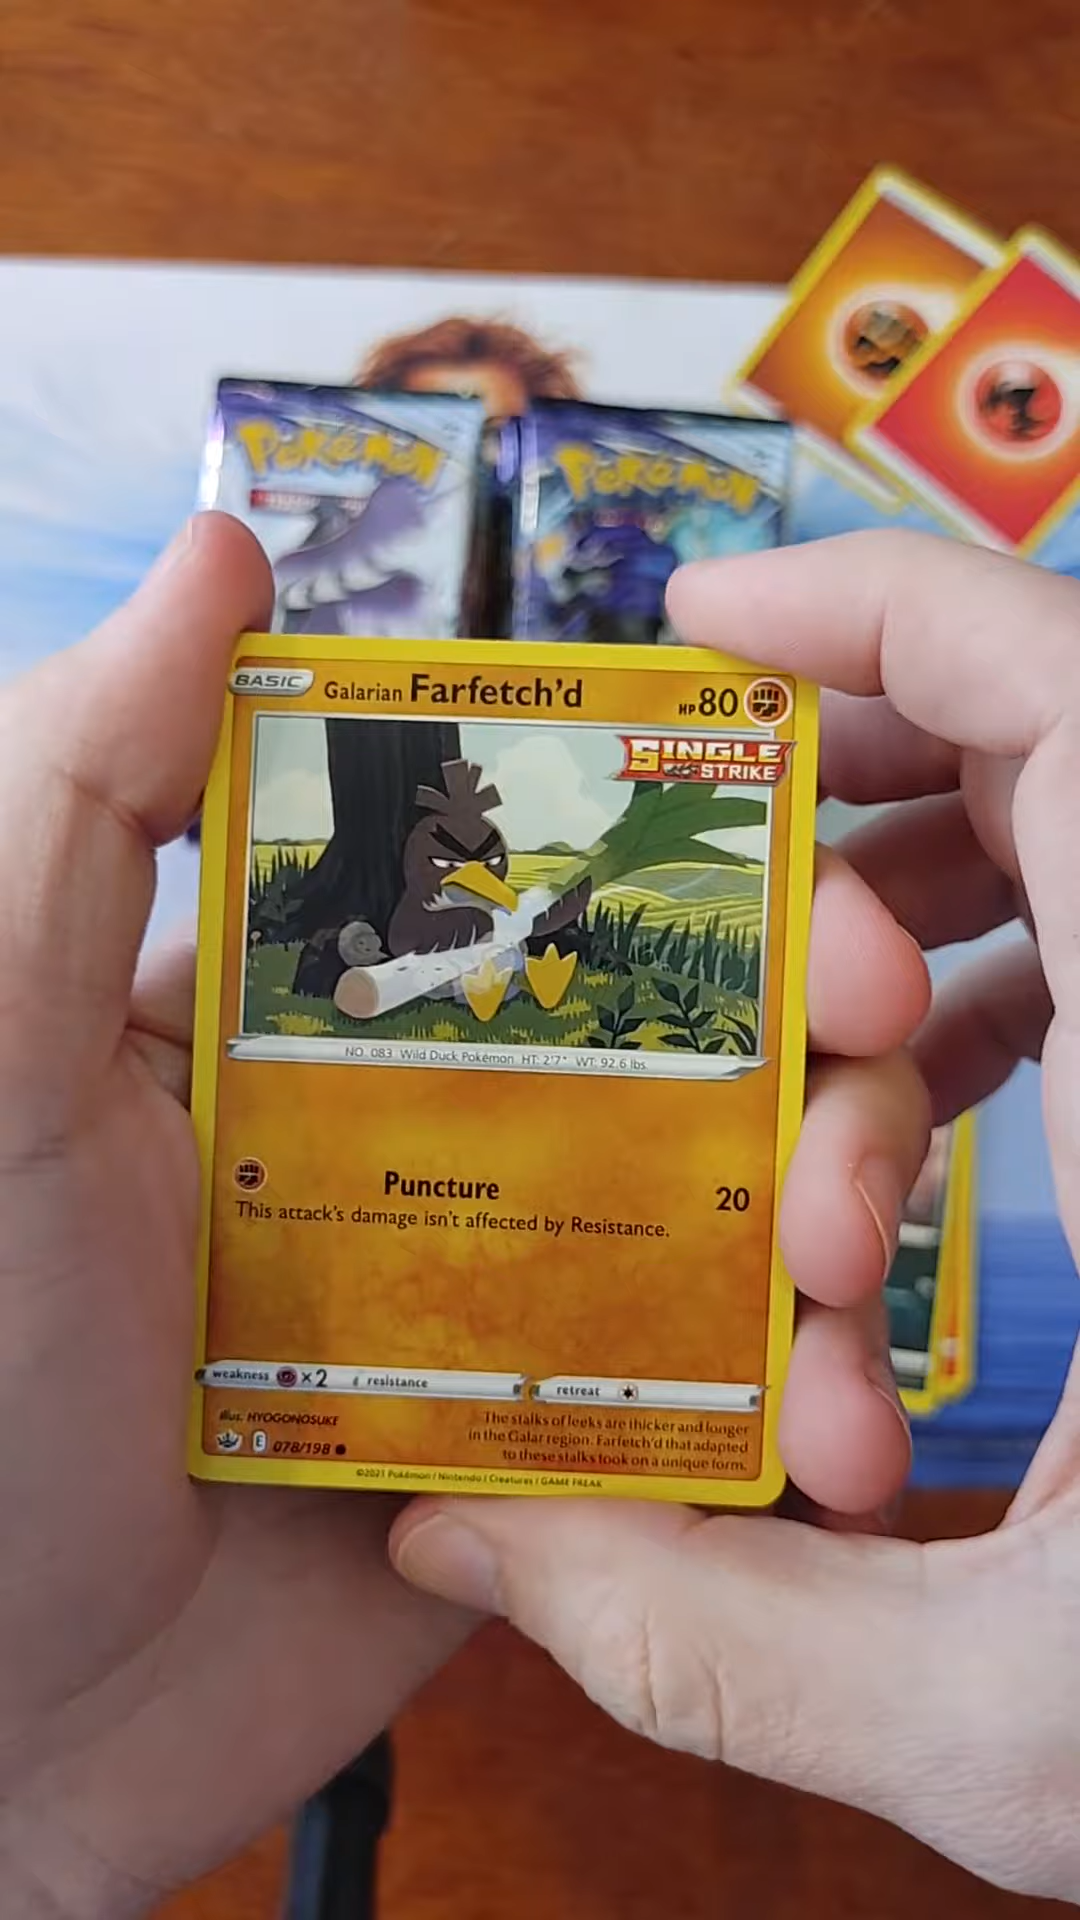 Pokémon
Pokémon
BASIC
Galarian Farfetch'd
HP 80
SINGLE
STRIKE
NO. 083 Wild Duck Pokémon HT: 2'7" WT: 92.6 lbs.
Puncture
20
This attack's damage isn't affected by Resistance.
weakness ×2
resistance
retreat
illus. HYOGONOSUKE
E 078/198
The stalks of leeks are thicker and longer
in the Galar region. Farfetch'd that adapted
to these stalks took on a unique form.
©2021 Pokémon / Nintendo / Creatures / GAME FREAK